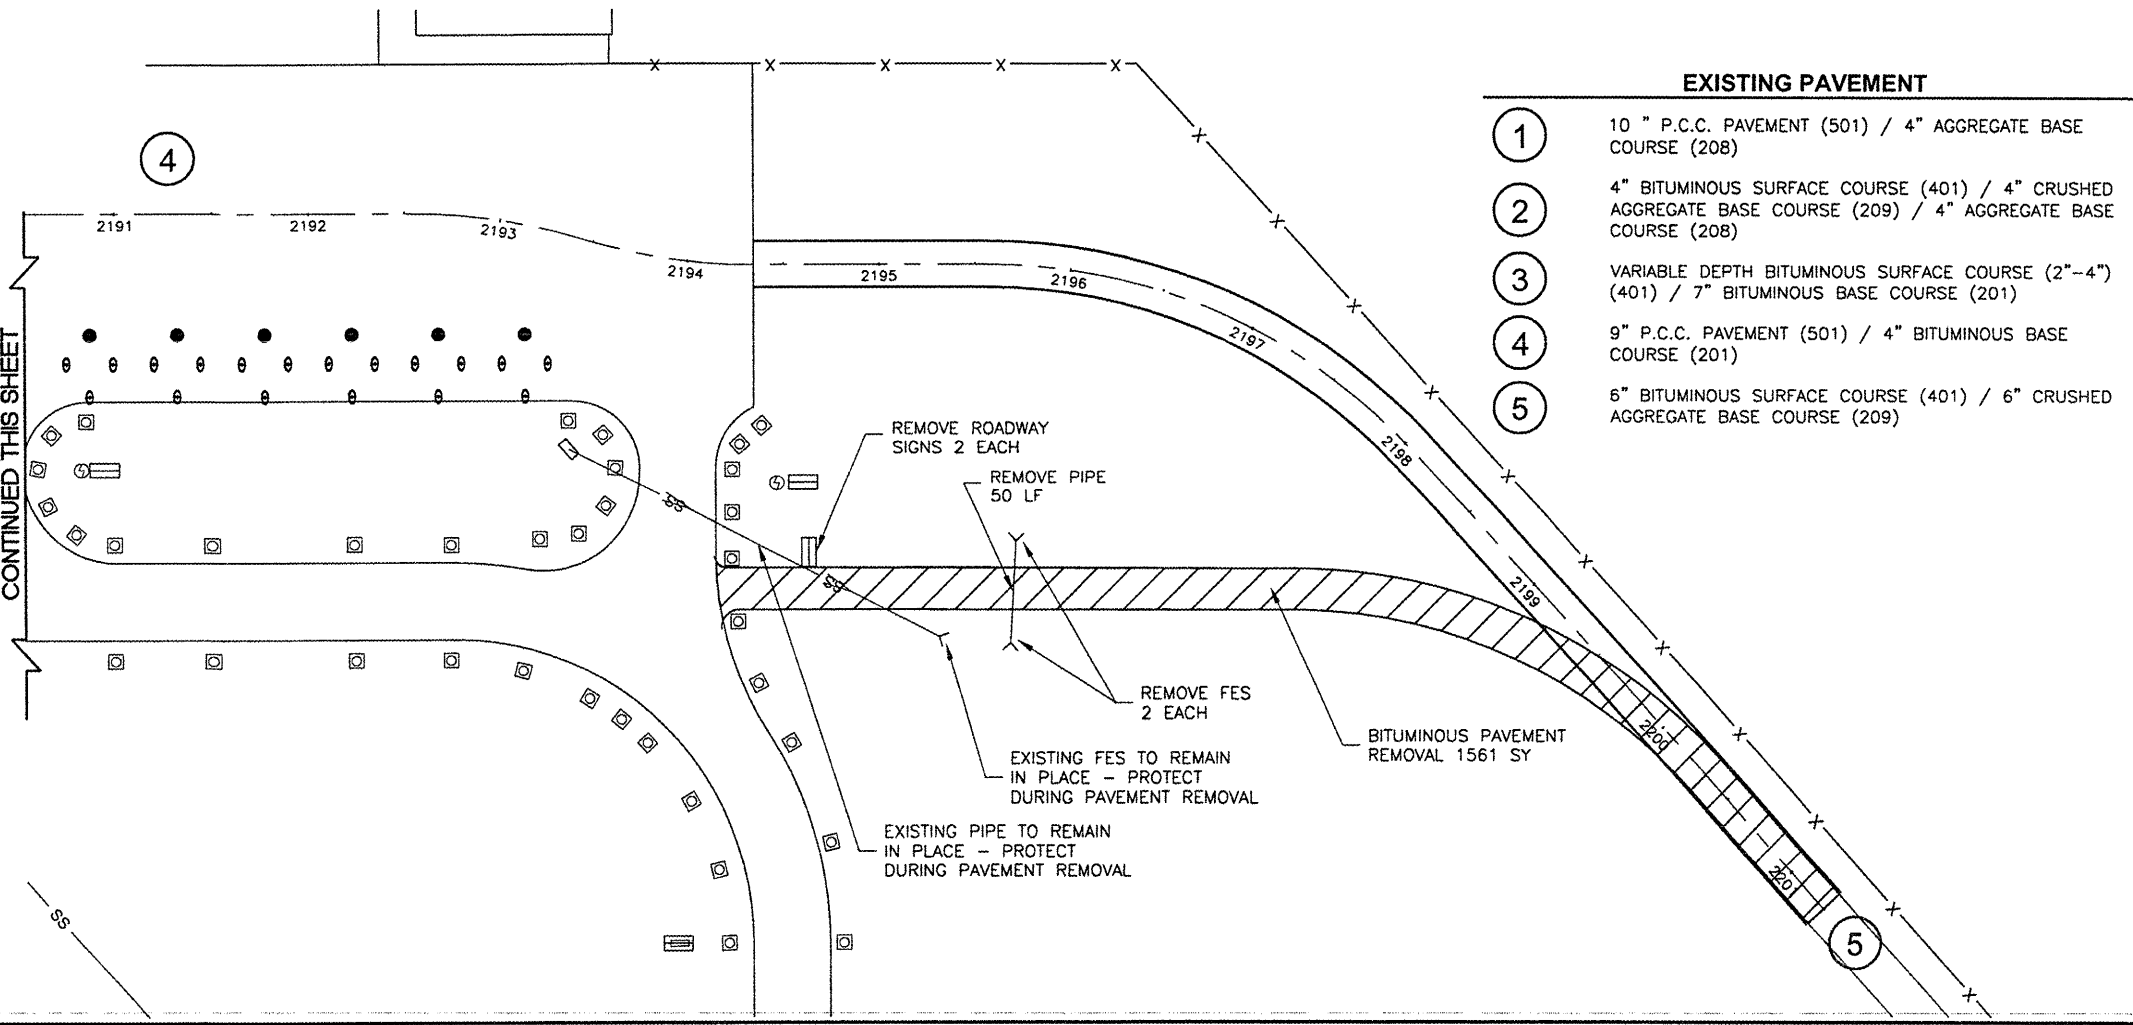 EXISTING PAVEMENT
1
10 " P.C.C. PAVEMENT (501) / 4" AGGREGATE BASE
COURSE (208)
2
4" BITUMINOUS SURFACE COURSE (401) / 4" CRUSHED
AGGREGATE BASE COURSE (209) / 4" AGGREGATE BASE
COURSE (208)
3
VARIABLE DEPTH BITUMINOUS SURFACE COURSE (2"-4")
(401) / 7" BITUMINOUS BASE COURSE (201)
4
9" P.C.C. PAVEMENT (501) / 4" BITUMINOUS BASE
COURSE (201)
5
6" BITUMINOUS SURFACE COURSE (401) / 6" CRUSHED
AGGREGATE BASE COURSE (209)
4
2191
2192
2193
2194
2195
2196
2197
2198
2199
2200
2201
CONTINUED THIS SHEET
REMOVE ROADWAY
SIGNS 2 EACH
REMOVE PIPE
50 LF
SS
SS
REMOVE FES
2 EACH
BITUMINOUS PAVEMENT
REMOVAL 1561 SY
EXISTING FES TO REMAIN
IN PLACE - PROTECT
DURING PAVEMENT REMOVAL
EXISTING PIPE TO REMAIN
IN PLACE - PROTECT
DURING PAVEMENT REMOVAL
SS
5